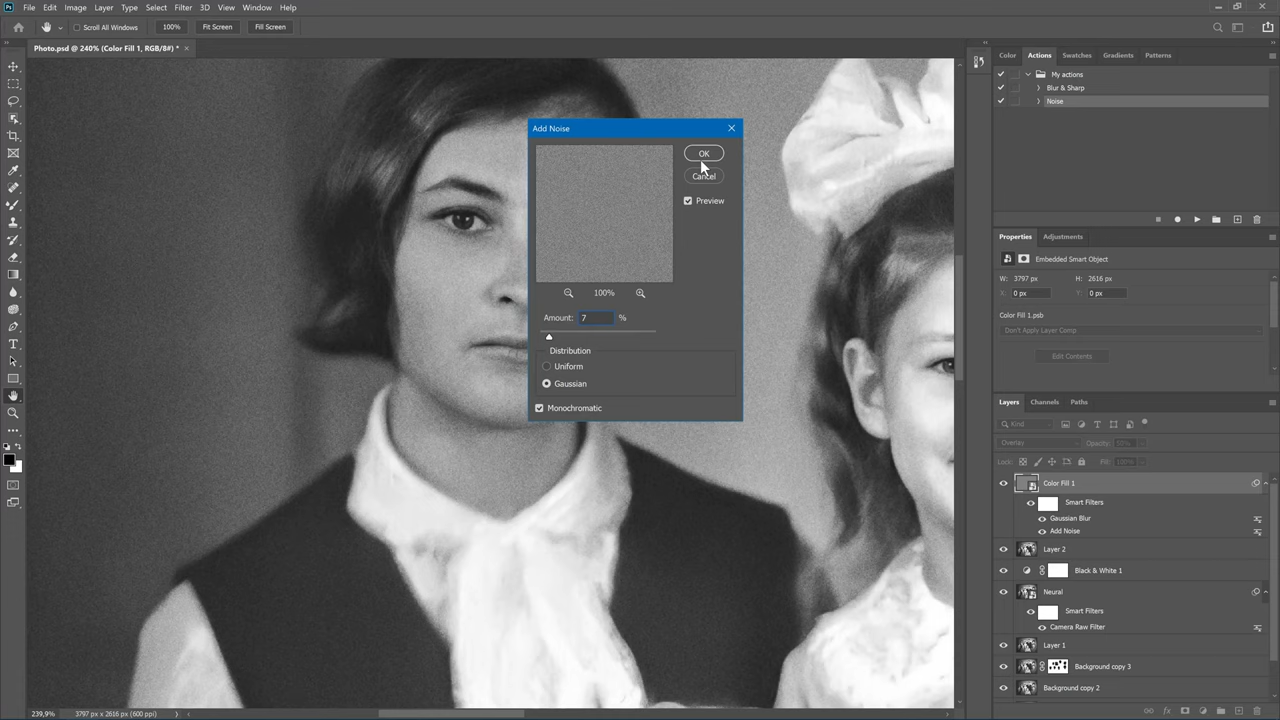 Ps File Edit Image Layer Type Select Filter 3D View Window Help
Scroll All Windows 100% Fit Screen Fill Screen
Photo.psd @ 240% (Color Fill 1, RGB/8#) *
Color Actions Swatches Gradients Patterns
My actions
Blur & Sharp
Noise
Add Noise
OK
Cancel
Preview
100%
Amount: 7 %
Distribution
Uniform
Gaussian
Monochromatic
Properties Adjustments
Embedded Smart Object
W: 3797 px H: 2616 px
X: 0 px Y: 0 px
Color Fill 1.psb
Don't Apply Layer Comp
Edit Contents
Layers Channels Paths
Kind
Overlay Opacity: 50%
Lock: Fill: 100%
Color Fill 1
Smart Filters
Gaussian Blur
Add Noise
Layer 2
Black & White 1
Neural
Smart Filters
Camera Raw Filter
Layer 1
Background copy 3
Background copy 2
239,9% 3797 px x 2616 px (600 ppi)